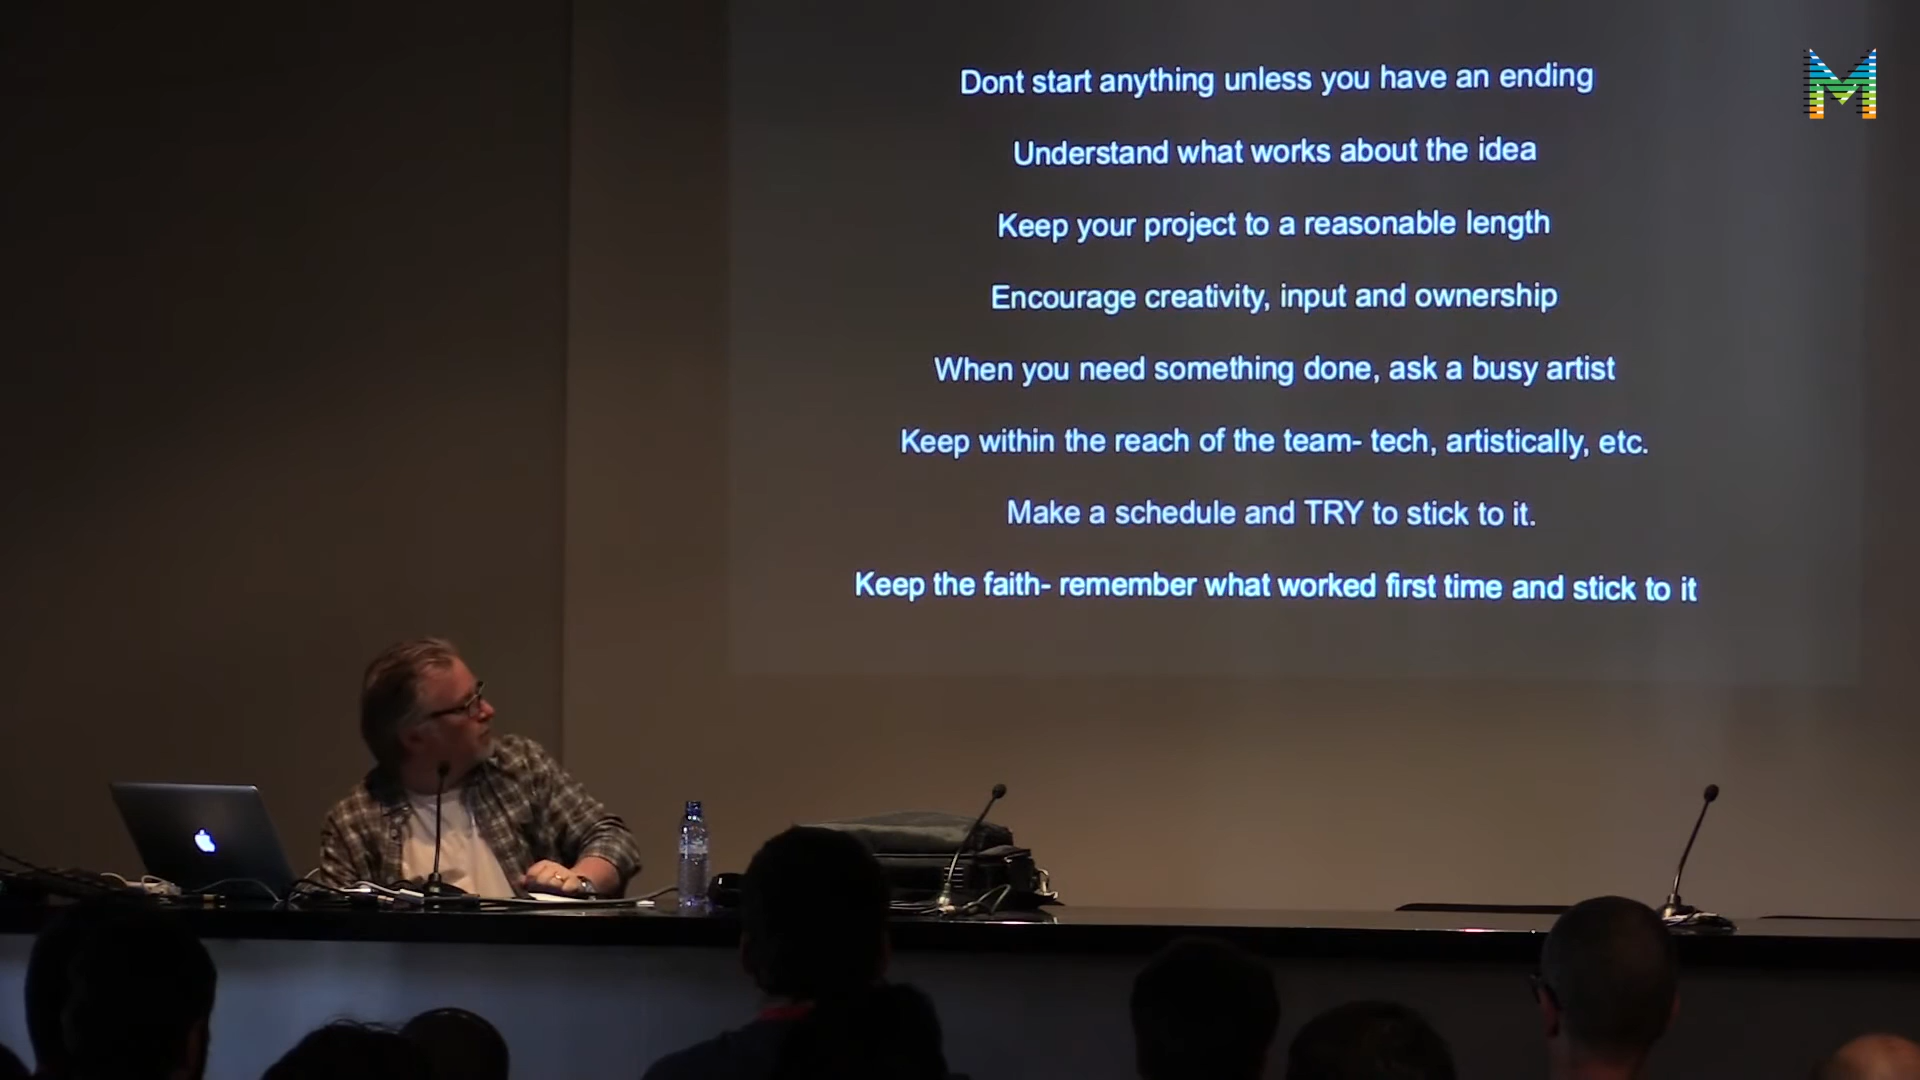 Dont start anything unless you have an ending
Understand what works about the idea
Keep your project to a reasonable length
Encourage creativity, input and ownership
When you need something done, ask a busy artist
Keep within the reach of the team- tech, artistically, etc.
Make a schedule and TRY to stick to it.
Keep the faith- remember what worked first time and stick to it
M